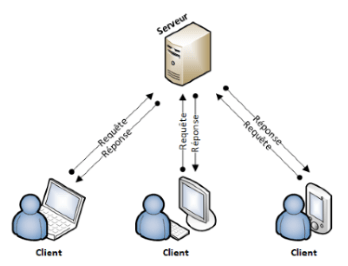 Serveur
Requête
Réponse
Requête
Réponse
Réponse
Requête
Client
Client
Client